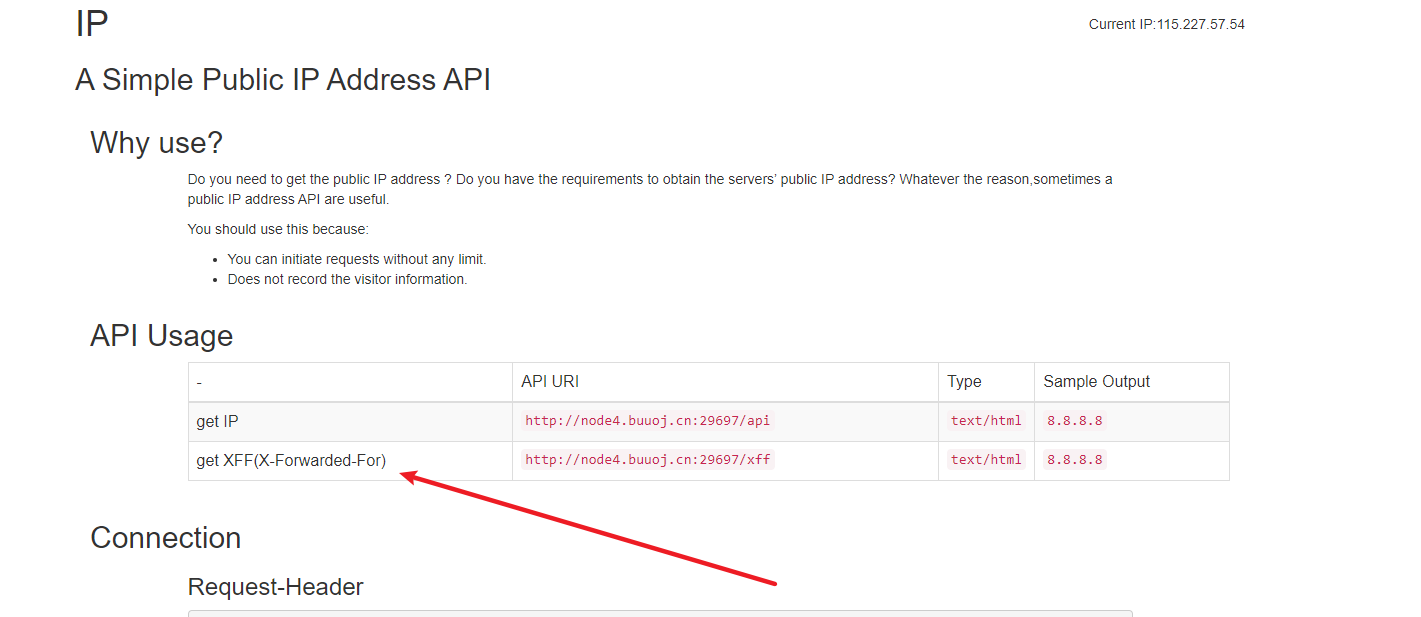 IP
Current IP:115.227.57.54
A Simple Public IP Address API
Why use?
Do you need to get the public IP address ? Do you have the requirements to obtain the servers’ public IP address? Whatever the reason,sometimes a
public IP address API are useful.
You should use this because:
• You can initiate requests without any limit.
• Does not record the visitor information.
API Usage
- API URI Type Sample Output
get IP http://node4.buuoj.cn:29697/api text/html 8.8.8.8
get XFF(X-Forwarded-For) http://node4.buuoj.cn:29697/xff text/html 8.8.8.8
Connection
Request-Header